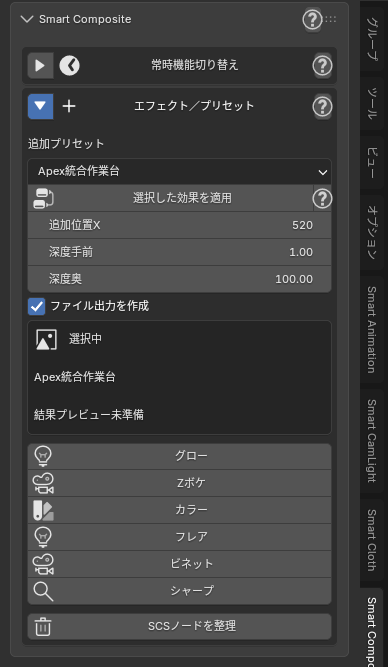 Smart Composite
常時機能切り替え
エフェクト／プリセット
追加プリセット
Apex統合作業台
選択した効果を適用
追加位置X 520
深度手前 1.00
深度奥 100.00
ファイル出力を作成
選択中
Apex統合作業台
結果プレビュー未準備
グロー
Zボケ
カラー
フレア
ビネット
シャープ
SCSノードを整理
グループ
ツール
ビュー
オプション
Smart Animation
Smart CamLight
Smart Cloth
Smart Compo